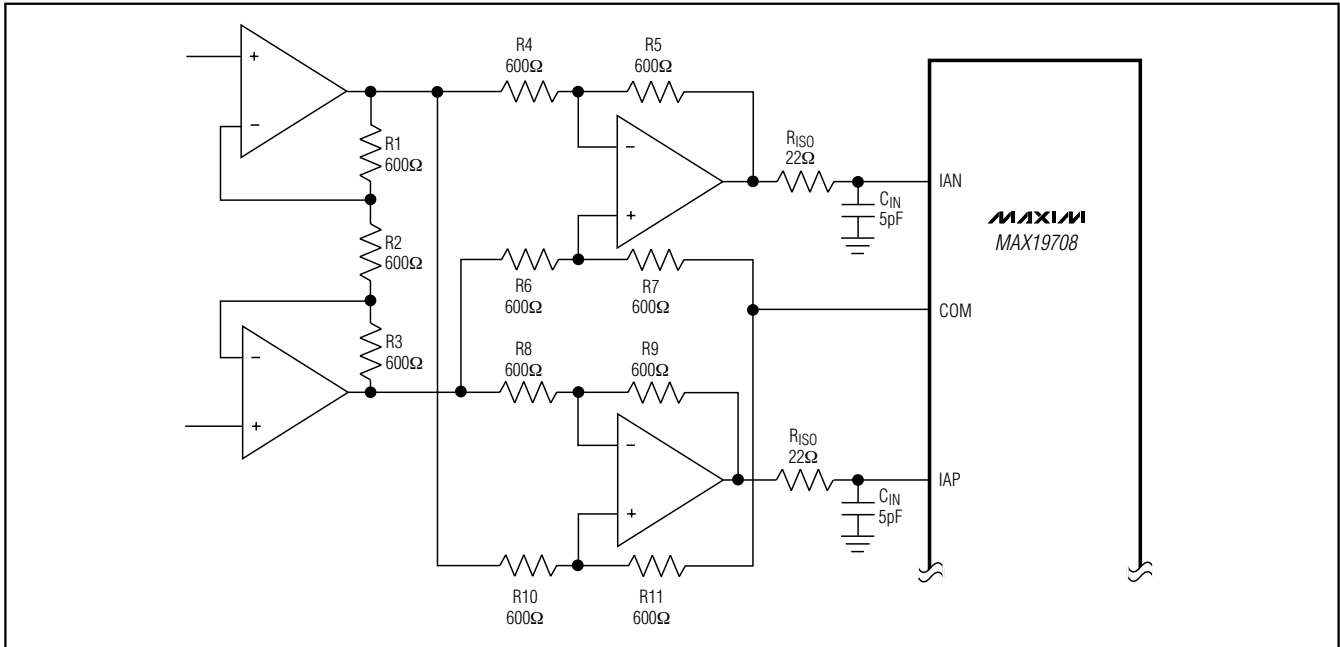 R4
600Ω
R5
600Ω
+
−
R1
600Ω
−
+
RISO
22Ω
IAN
CIN
5pF
MAXIM
MAX19708
R2
600Ω
R6
600Ω
R7
600Ω
COM
−
+
R3
600Ω
R8
600Ω
R9
600Ω
−
+
RISO
22Ω
IAP
CIN
5pF
R10
600Ω
R11
600Ω